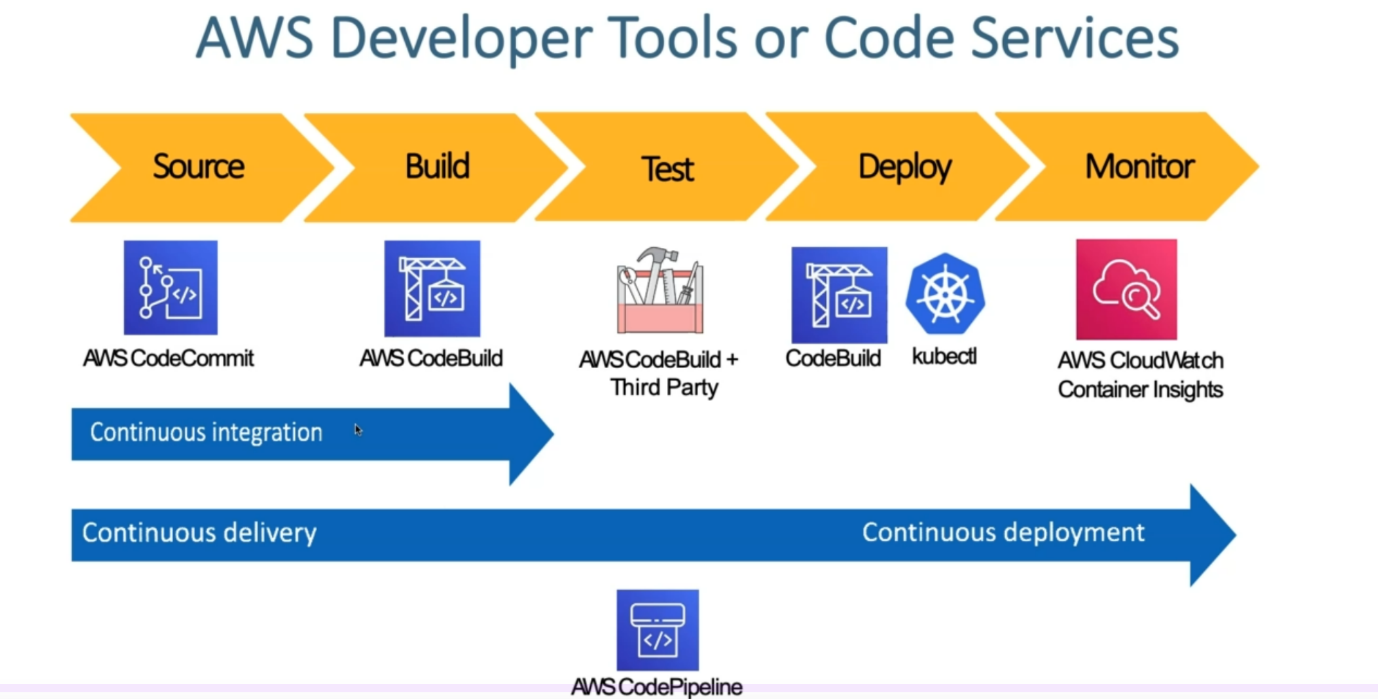 AWS Developer Tools or Code Services
Source
Build
Test
Deploy
Monitor
</>
</>
</>
AWS CodeCommit
AWS CodeBuild
AWS CodeBuild +
Third Party
CodeBuild
kubectl
AWS CloudWatch
Container Insights
Continuous integration
Continuous delivery
Continuous deployment
</>
AWS CodePipeline